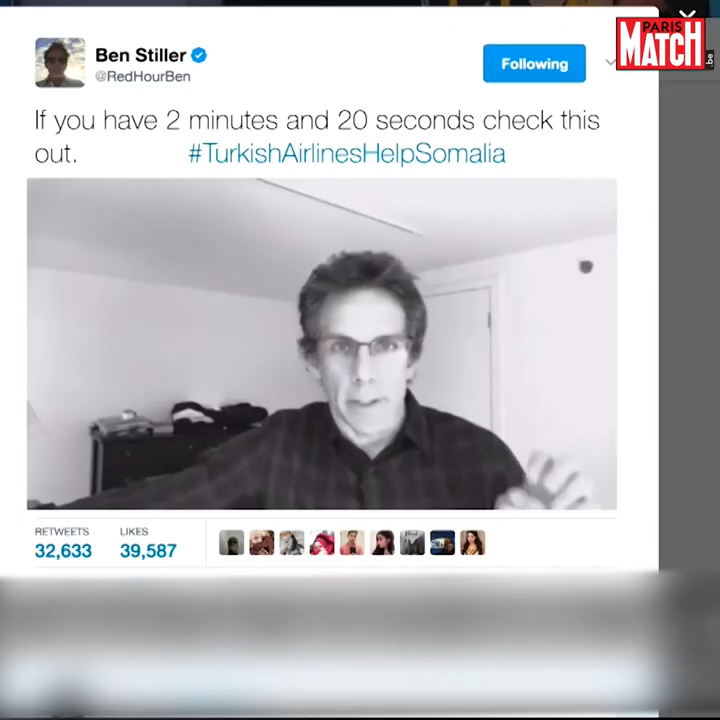 PARIS
MATCH
.be
Ben Stiller
@RedHourBen
Following
If you have 2 minutes and 20 seconds check this
out. #TurkishAirlinesHelpSomalia
RETWEETS LIKES
32,633 39,587